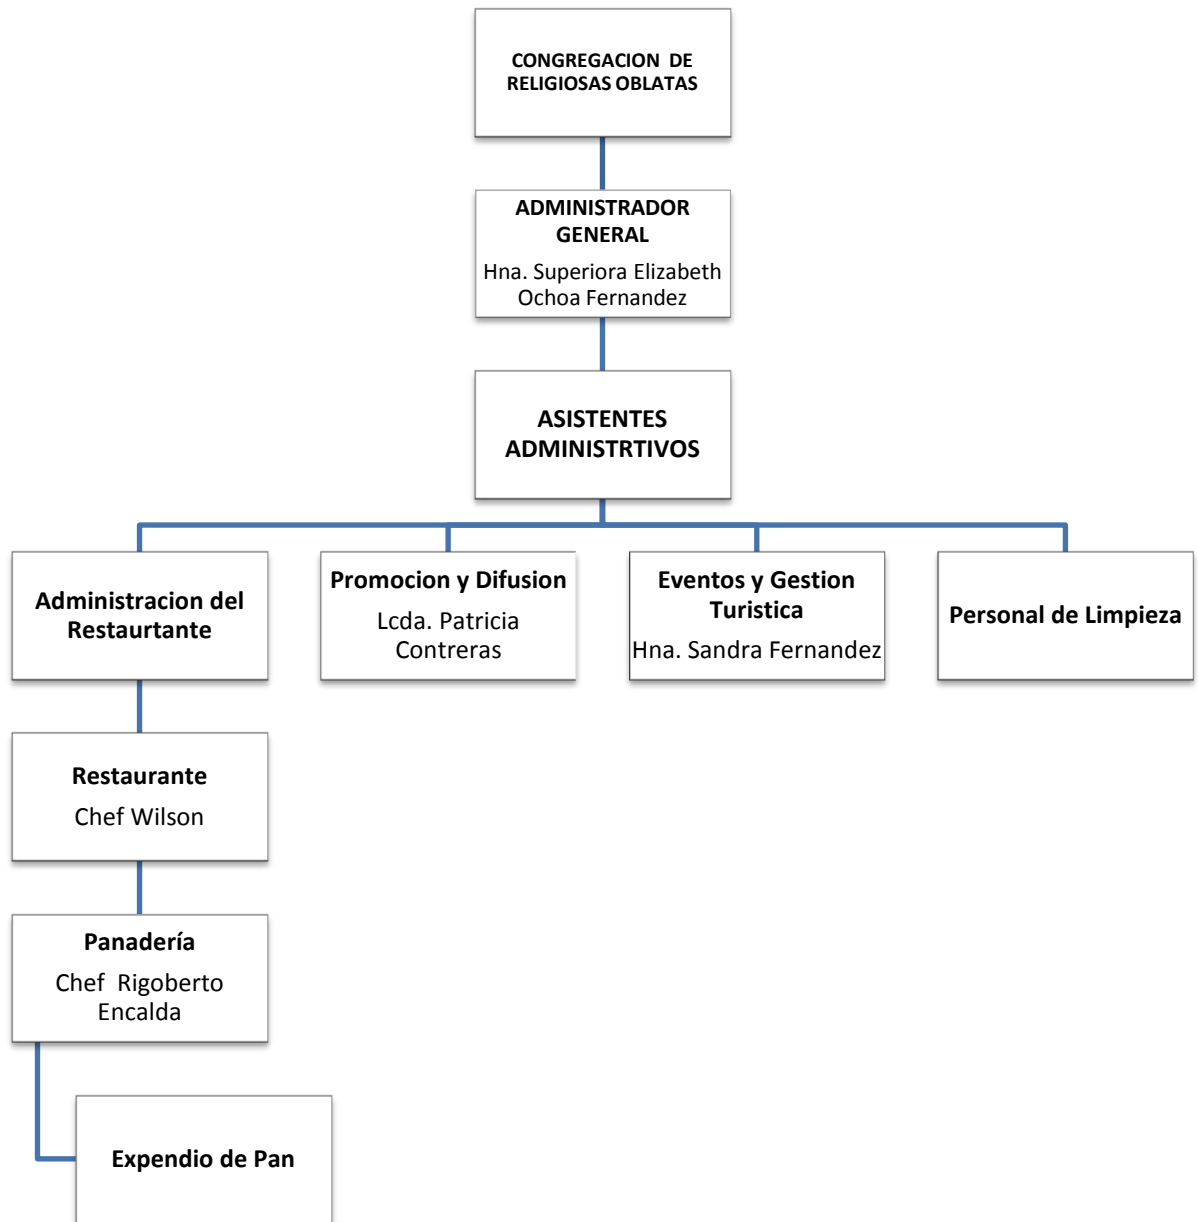 CONGREGACION DE
RELIGIOSAS OBLATAS
ADMINISTRADOR
GENERAL
Hna. Superiora Elizabeth
Ochoa Fernandez
ASISTENTES
ADMINISTRTIVOS
Administracion del
Restaurtante
Promocion y Difusion
Lcda. Patricia
Contreras
Eventos y Gestion
Turistica
Hna. Sandra Fernandez
Personal de Limpieza
Restaurante
Chef Wilson
Panadería
Chef Rigoberto
Encalda
Expendio de Pan